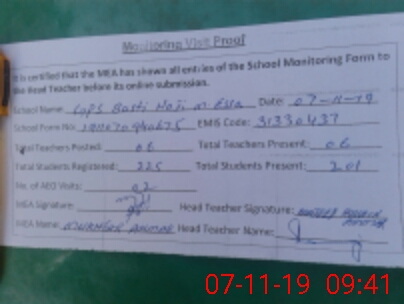 Monitoring Visit Proof
It is certified that the MEA has shown all entries of the School Monitoring Form to
the Head Teacher before its online submission.
School Name: Basti Date: 07-11-19
School Form No: EMIS Code: 31330437
Total Teachers Posted: 06 Total Teachers Present: 06
Total Students Registered: 225 Total Students Present: 201
No. of AEO Visits: 02
MEA Signature: Head Teacher Signature:
MEA Name: Head Teacher Name:
07-11-19 09:41